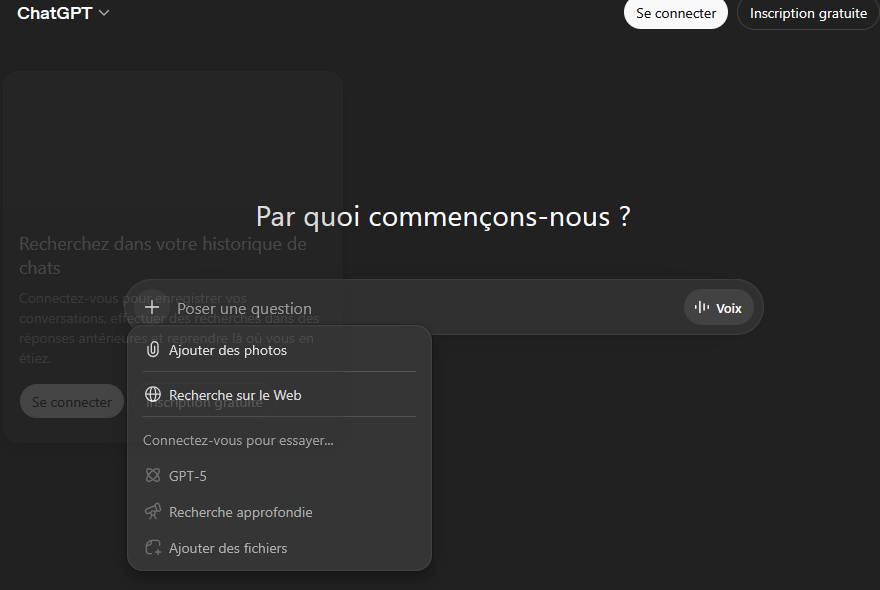 ChatGPT
Se connecter
Inscription gratuite
Par quoi commençons-nous ?
Recherchez dans votre historique de
chats
Connectez-vous pour enregistrer vos
conversations, effectuer des recherches dans des
réponses antérieures et reprendre là où vous en
étiez.
Se connecter
Inscription gratuite
Poser une question
Voix
Ajouter des photos
Recherche sur le Web
Connectez-vous pour essayer...
GPT-5
Recherche approfondie
Ajouter des fichiers